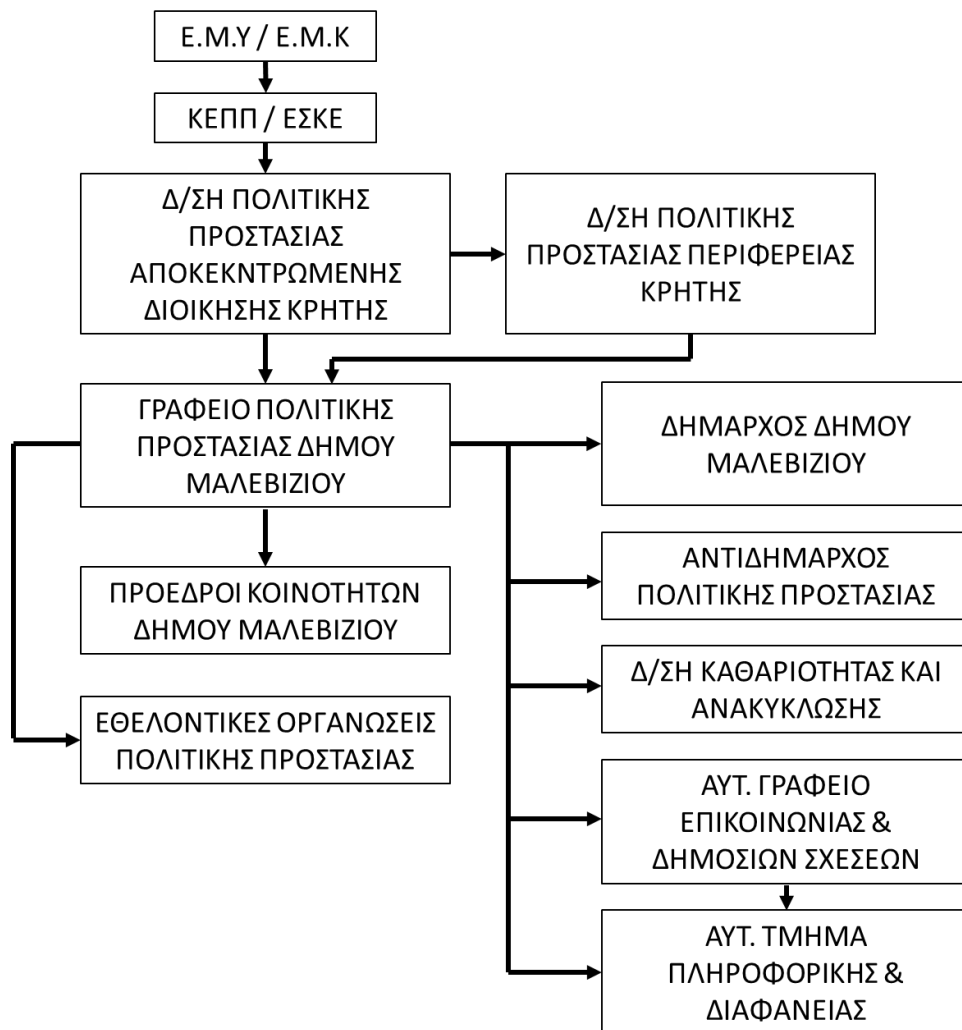 Ε.Μ.Υ / Ε.Μ.Κ
ΚΕΠΠ / ΕΣΚΕ
Δ/ΣΗ ΠΟΛΙΤΙΚΗΣ
ΠΡΟΣΤΑΣΙΑΣ
ΑΠΟΚΕΚΝΤΡΩΜΕΝΗΣ
ΔΙΟΙΚΗΣΗΣ ΚΡΗΤΗΣ
Δ/ΣΗ ΠΟΛΙΤΙΚΗΣ
ΠΡΟΣΤΑΣΙΑΣ ΠΕΡΙΦΕΡΕΙΑΣ
ΚΡΗΤΗΣ
ΓΡΑΦΕΙΟ ΠΟΛΙΤΙΚΗΣ
ΠΡΟΣΤΑΣΙΑΣ ΔΗΜΟΥ
ΜΑΛΕΒΙΖΙΟΥ
ΔΗΜΑΡΧΟΣ ΔΗΜΟΥ
ΜΑΛΕΒΙΖΙΟΥ
ΑΝΤΙΔΗΜΑΡΧΟΣ
ΠΟΛΙΤΙΚΗΣ ΠΡΟΣΤΑΣΙΑΣ
ΠΡΟΕΔΡΟΙ ΚΟΙΝΟΤΗΤΩΝ
ΔΗΜΟΥ ΜΑΛΕΒΙΖΙΟΥ
Δ/ΣΗ ΚΑΘΑΡΙΟΤΗΤΑΣ ΚΑΙ
ΑΝΑΚΥΚΛΩΣΗΣ
ΕΘΕΛΟΝΤΙΚΕΣ ΟΡΓΑΝΩΣΕΙΣ
ΠΟΛΙΤΙΚΗΣ ΠΡΟΣΤΑΣΙΑΣ
ΑΥΤ. ΓΡΑΦΕΙΟ
ΕΠΙΚΟΙΝΩΝΙΑΣ &
ΔΗΜΟΣΙΩΝ ΣΧΕΣΕΩΝ
ΑΥΤ. ΤΜΗΜΑ
ΠΛΗΡΟΦΟΡΙΚΗΣ &
ΔΙΑΦΑΝΕΙΑΣ